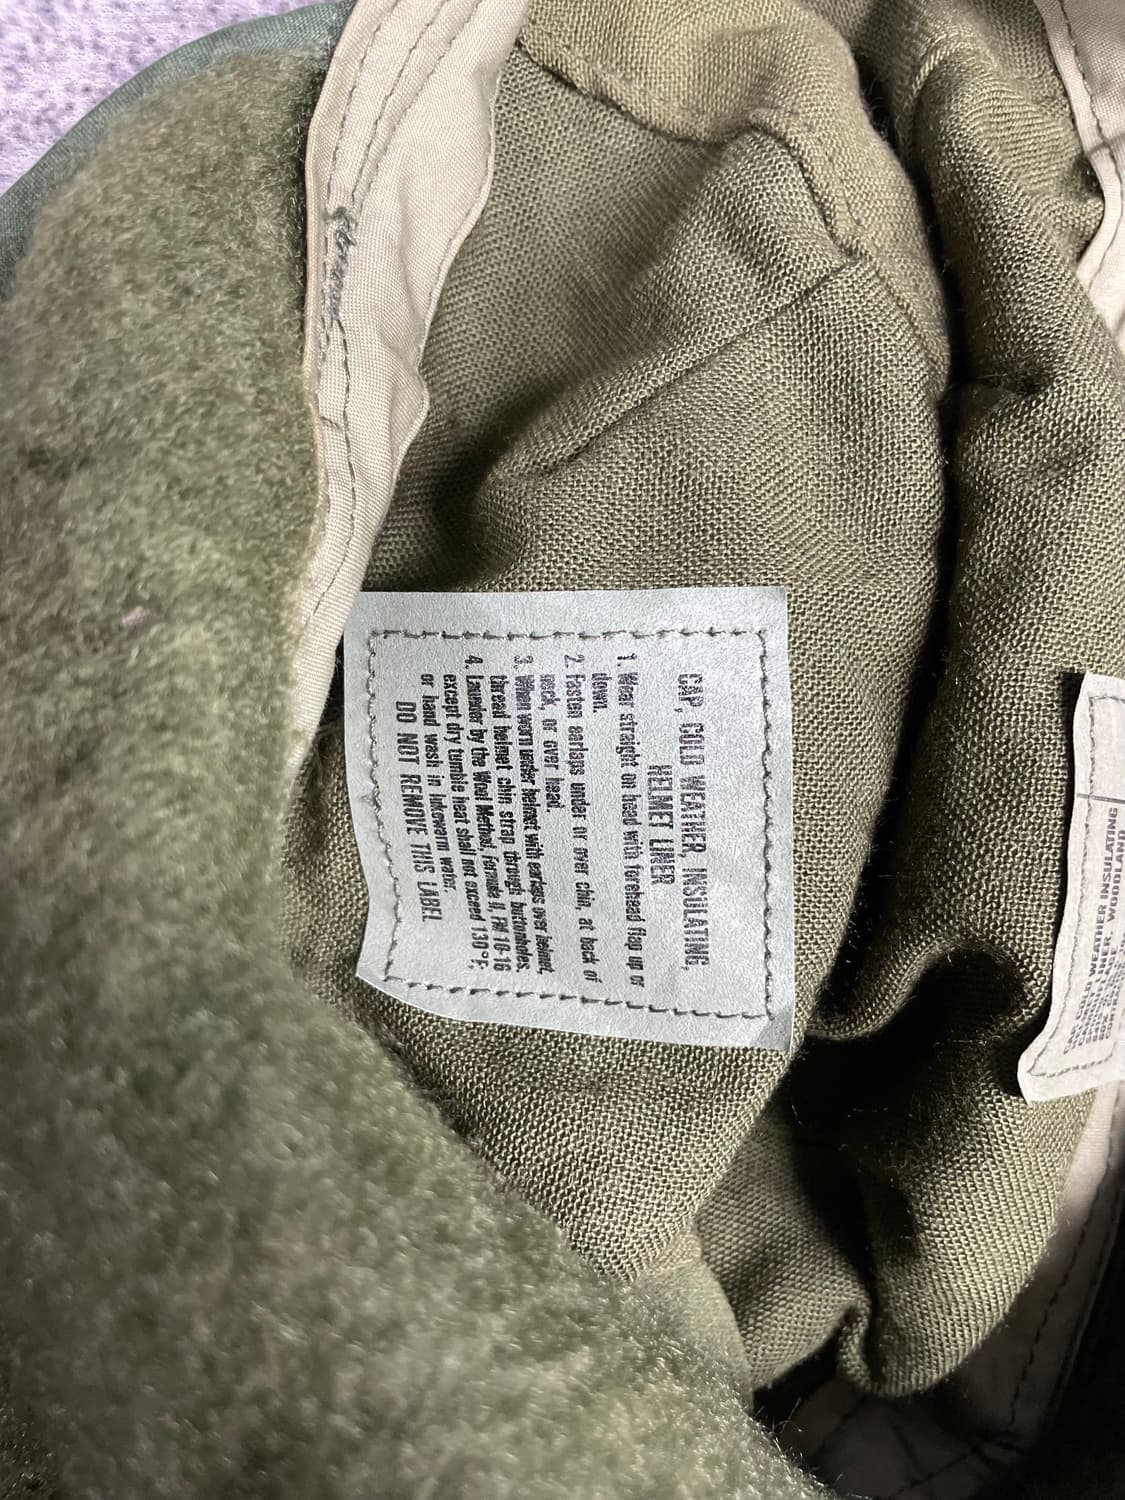 CAP, COLD WEATHER, INSULATING,
HELMET LINER
1. Wear straight on head with forehead flap up or
down.
2. Fasten earlaps under or over chin, at back of
neck, or over head.
3. When worn under helmet with earlaps over helmet,
thread helmet chin strap through buttonholes.
4. Launder by the Wool Method, Formula II, FM 10-16
except dry tumble heat shall not exceed 130°F;
or hand wash in lukewarm water.
DO NOT REMOVE THIS LABEL
WEATHER INSULATING
LINER, WOODLAND